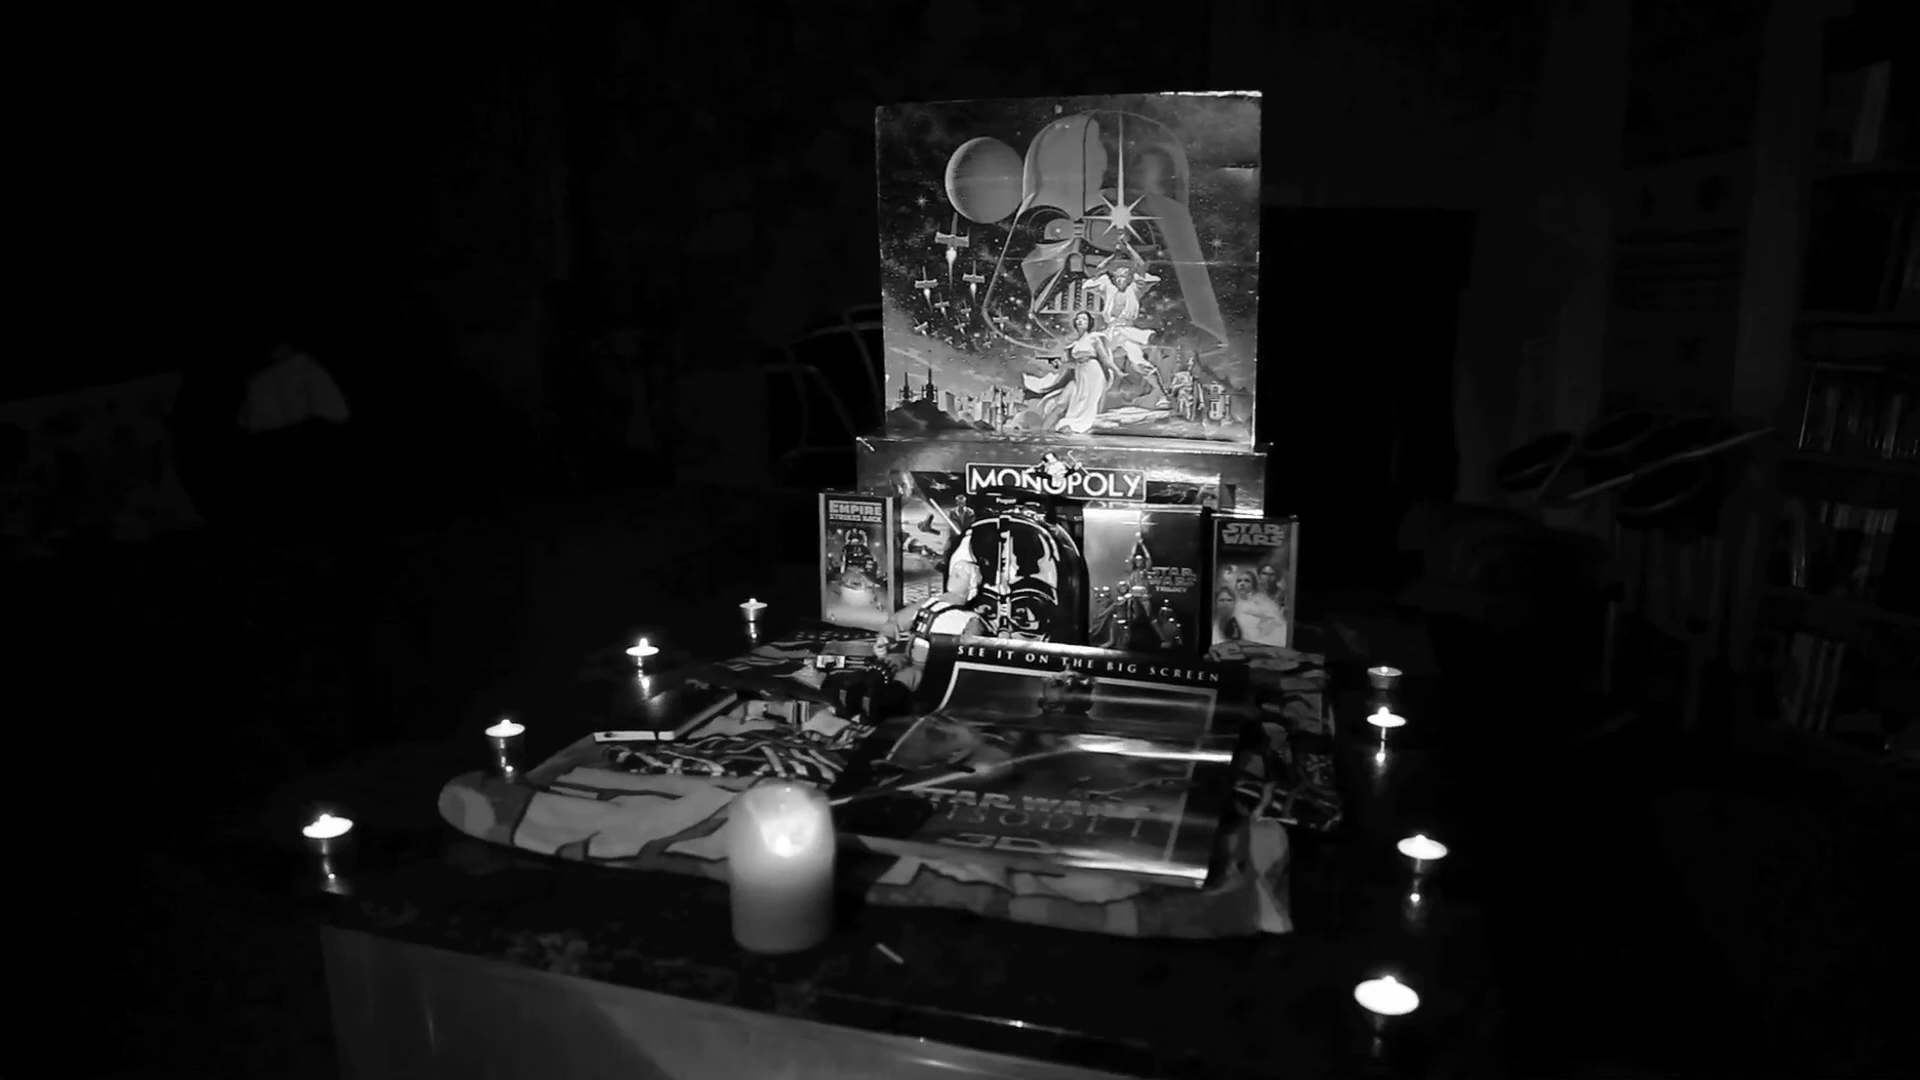 MONOPOLY
EMPIRE
STRIKES BACK
STAR
WARS
STAR
WARS
TRILOGY
SEE IT ON THE BIG SCREEN
STAR WARS
EPISODE I
3D